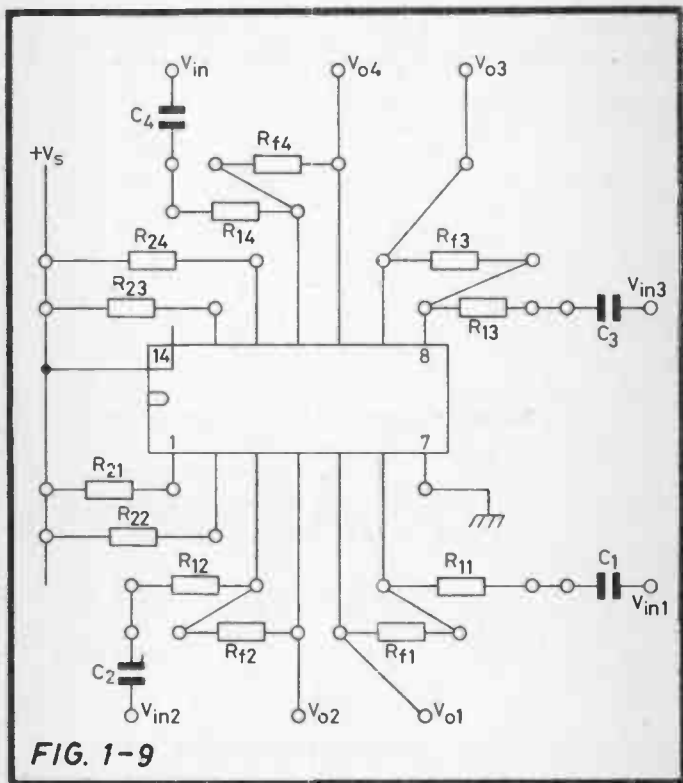 Vin
Vo4
Vo3
C4
Rf4
+Vs
R14
R24
Rf3
Vin3
R23
R13
C3
14
8
1
7
R21
R22
R12
R11
C1
Vin1
Rf2
Rf1
C2
Vin2
Vo2
Vo1
FIG. 1-9